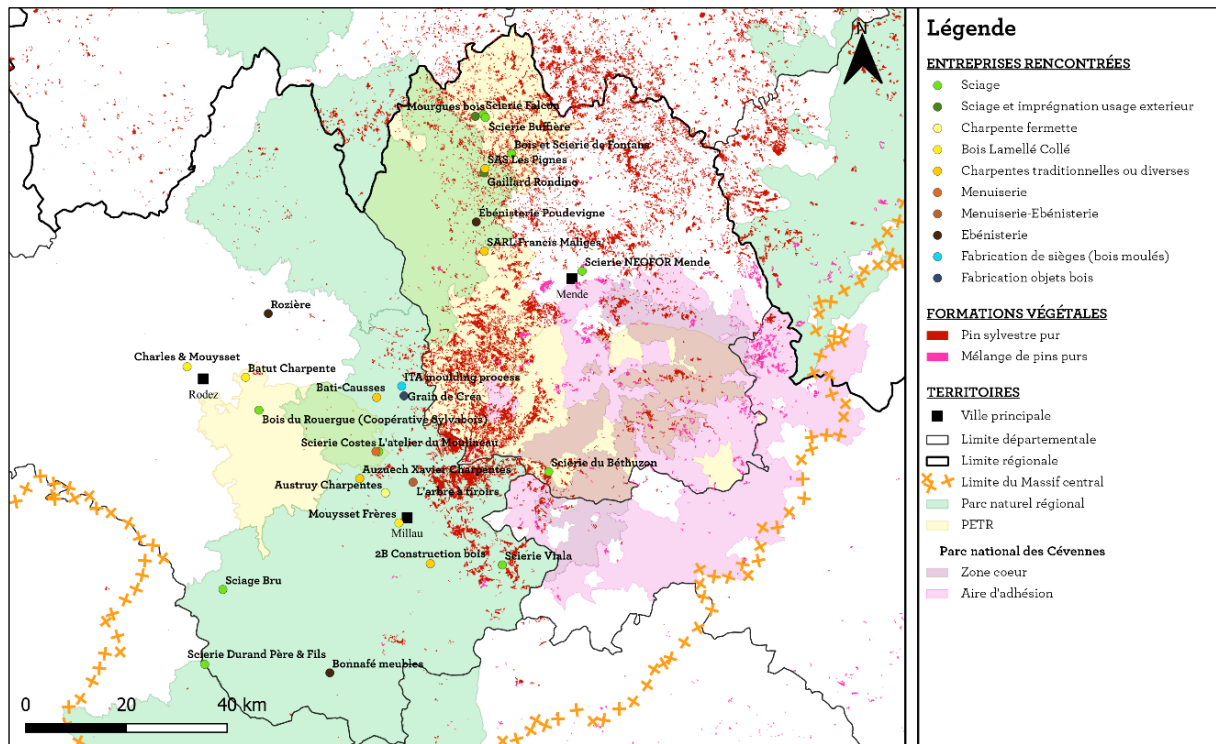 N
Mourgues bois
Scierie Falcon
Scierie Buffière
Bois et Scierie de Fontans
SAS Les Pignes
Gaillard Rondino
Ébénisterie Poudevigne
SARL Francis Maliges
Scierie NEOFOR Mende
Mende
Rozière
Charles & Mouysset
Rodez
Batut Charpente
Bati-Causses
ITA moulding process
Grain de Créa
Bois du Rouergue (Coopérative Sylvabois)
Scierie Costes
L'atelier du Moulineau
Auzuech Xavier Charpentes
Scierie du Béthuzon
Austruy Charpentes
L'arbre à tiroirs
Mouysset Frères
Millau
2B Construction bois
Scierie Viala
Sciage Bru
Scierie Durand Père & Fils
Bonnafé meubles
0 20 40 km
Légende
ENTREPRISES RENCONTRÉES
Sciage
Sciage et imprégnation usage exterieur
Charpente fermette
Bois Lamellé Collé
Charpentes traditionnelles ou diverses
Menuiserie
Menuiserie-Ebénisterie
Ebénisterie
Fabrication de sièges (bois moulés)
Fabrication objets bois
FORMATIONS VÉGÉTALES
Pin sylvestre pur
Mélange de pins purs
TERRITOIRES
Ville principale
Limite départementale
Limite régionale
Limite du Massif central
Parc naturel régional
PETR
Parc national des Cévennes
Zone coeur
Aire d'adhésion